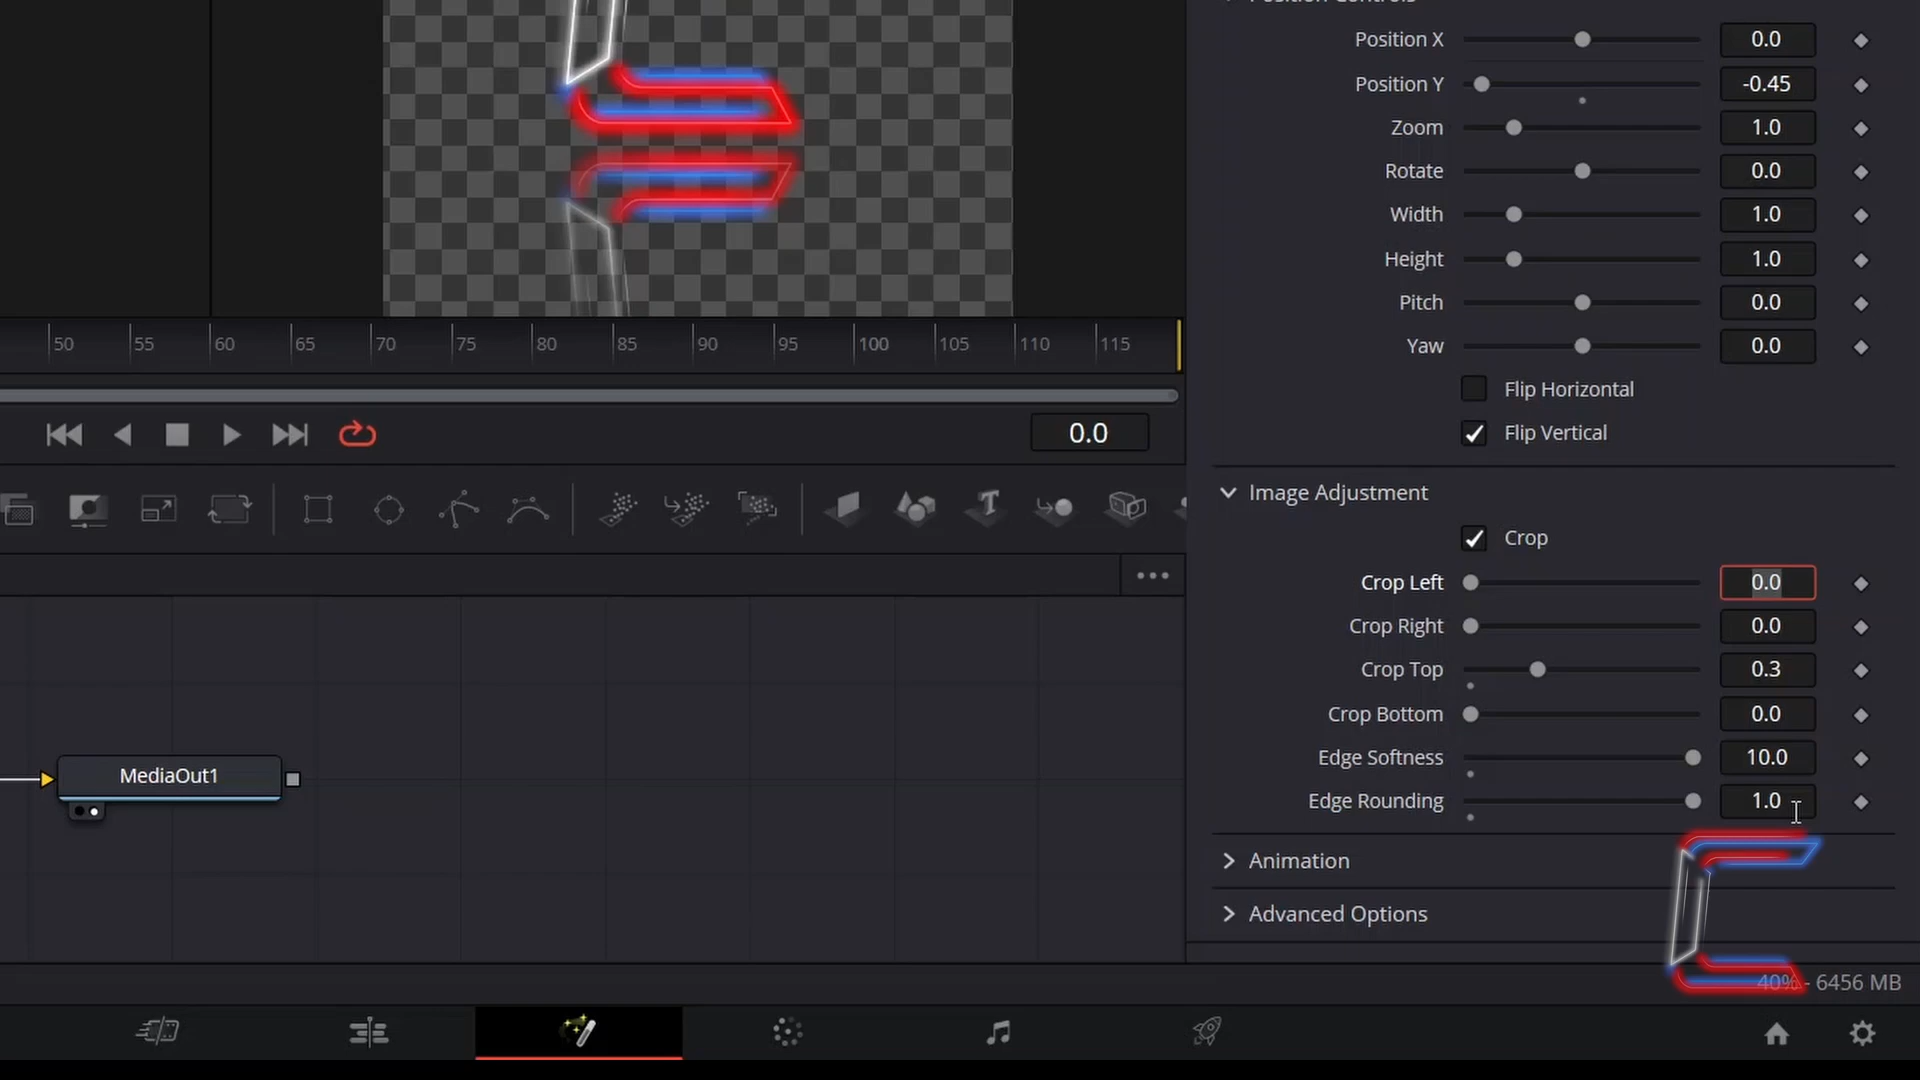 Position Controls
Position X 0.0
Position Y -0.45
Zoom 1.0
Rotate 0.0
Width 1.0
Height 1.0
Pitch 0.0
Yaw 0.0
Flip Horizontal
Flip Vertical
Image Adjustment
Crop
Crop Left 0.0
Crop Right 0.0
Crop Top 0.3
Crop Bottom 0.0
Edge Softness 10.0
Edge Rounding 1.0
Animation
Advanced Options
50 55 60 65 70 75 80 85 90 95 100 105 110 115
0.0
T
MediaOut1
40% - 6456 MB